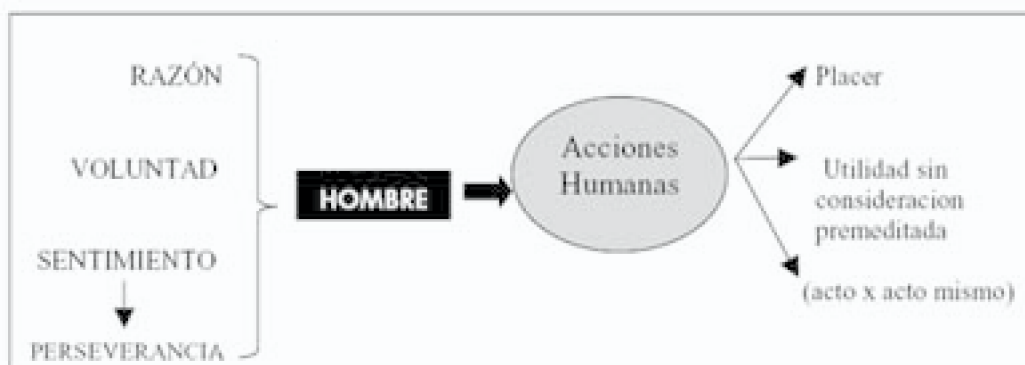 RAZÓN
VOLUNTAD
SENTIMIENTO
PERSEVERANCIA
HOMBRE
Acciones
Humanas
Placer
Utilidad sin
consideracion
premeditada
(acto x acto mismo)